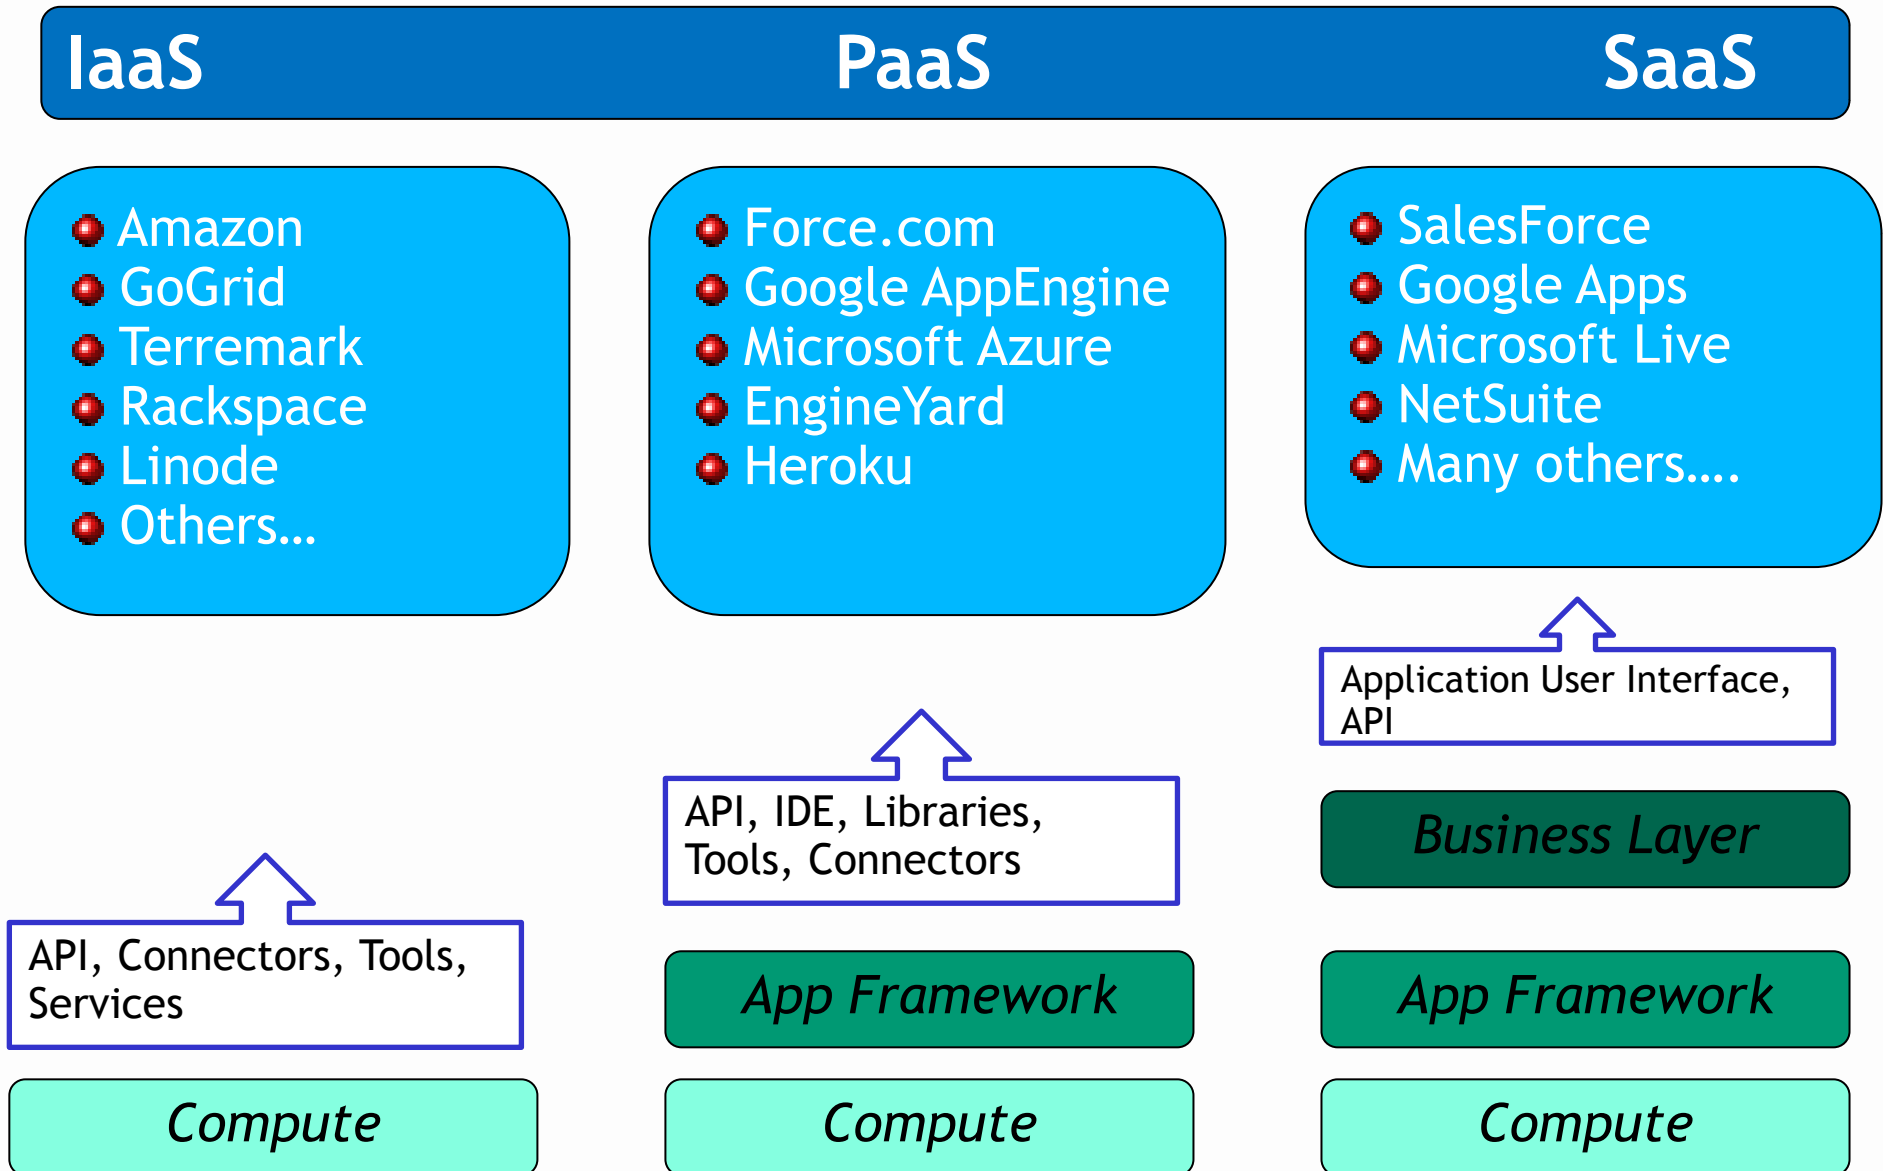 IaaS
PaaS
SaaS
Amazon
GoGrid
Terremark
Rackspace
Linode
Others…
Force.com
Google AppEngine
Microsoft Azure
EngineYard
Heroku
SalesForce
Google Apps
Microsoft Live
NetSuite
Many others….
API, Connectors, Tools,
Services
Compute
API, IDE, Libraries,
Tools, Connectors
App Framework
Compute
Application User Interface,
API
Business Layer
App Framework
Compute